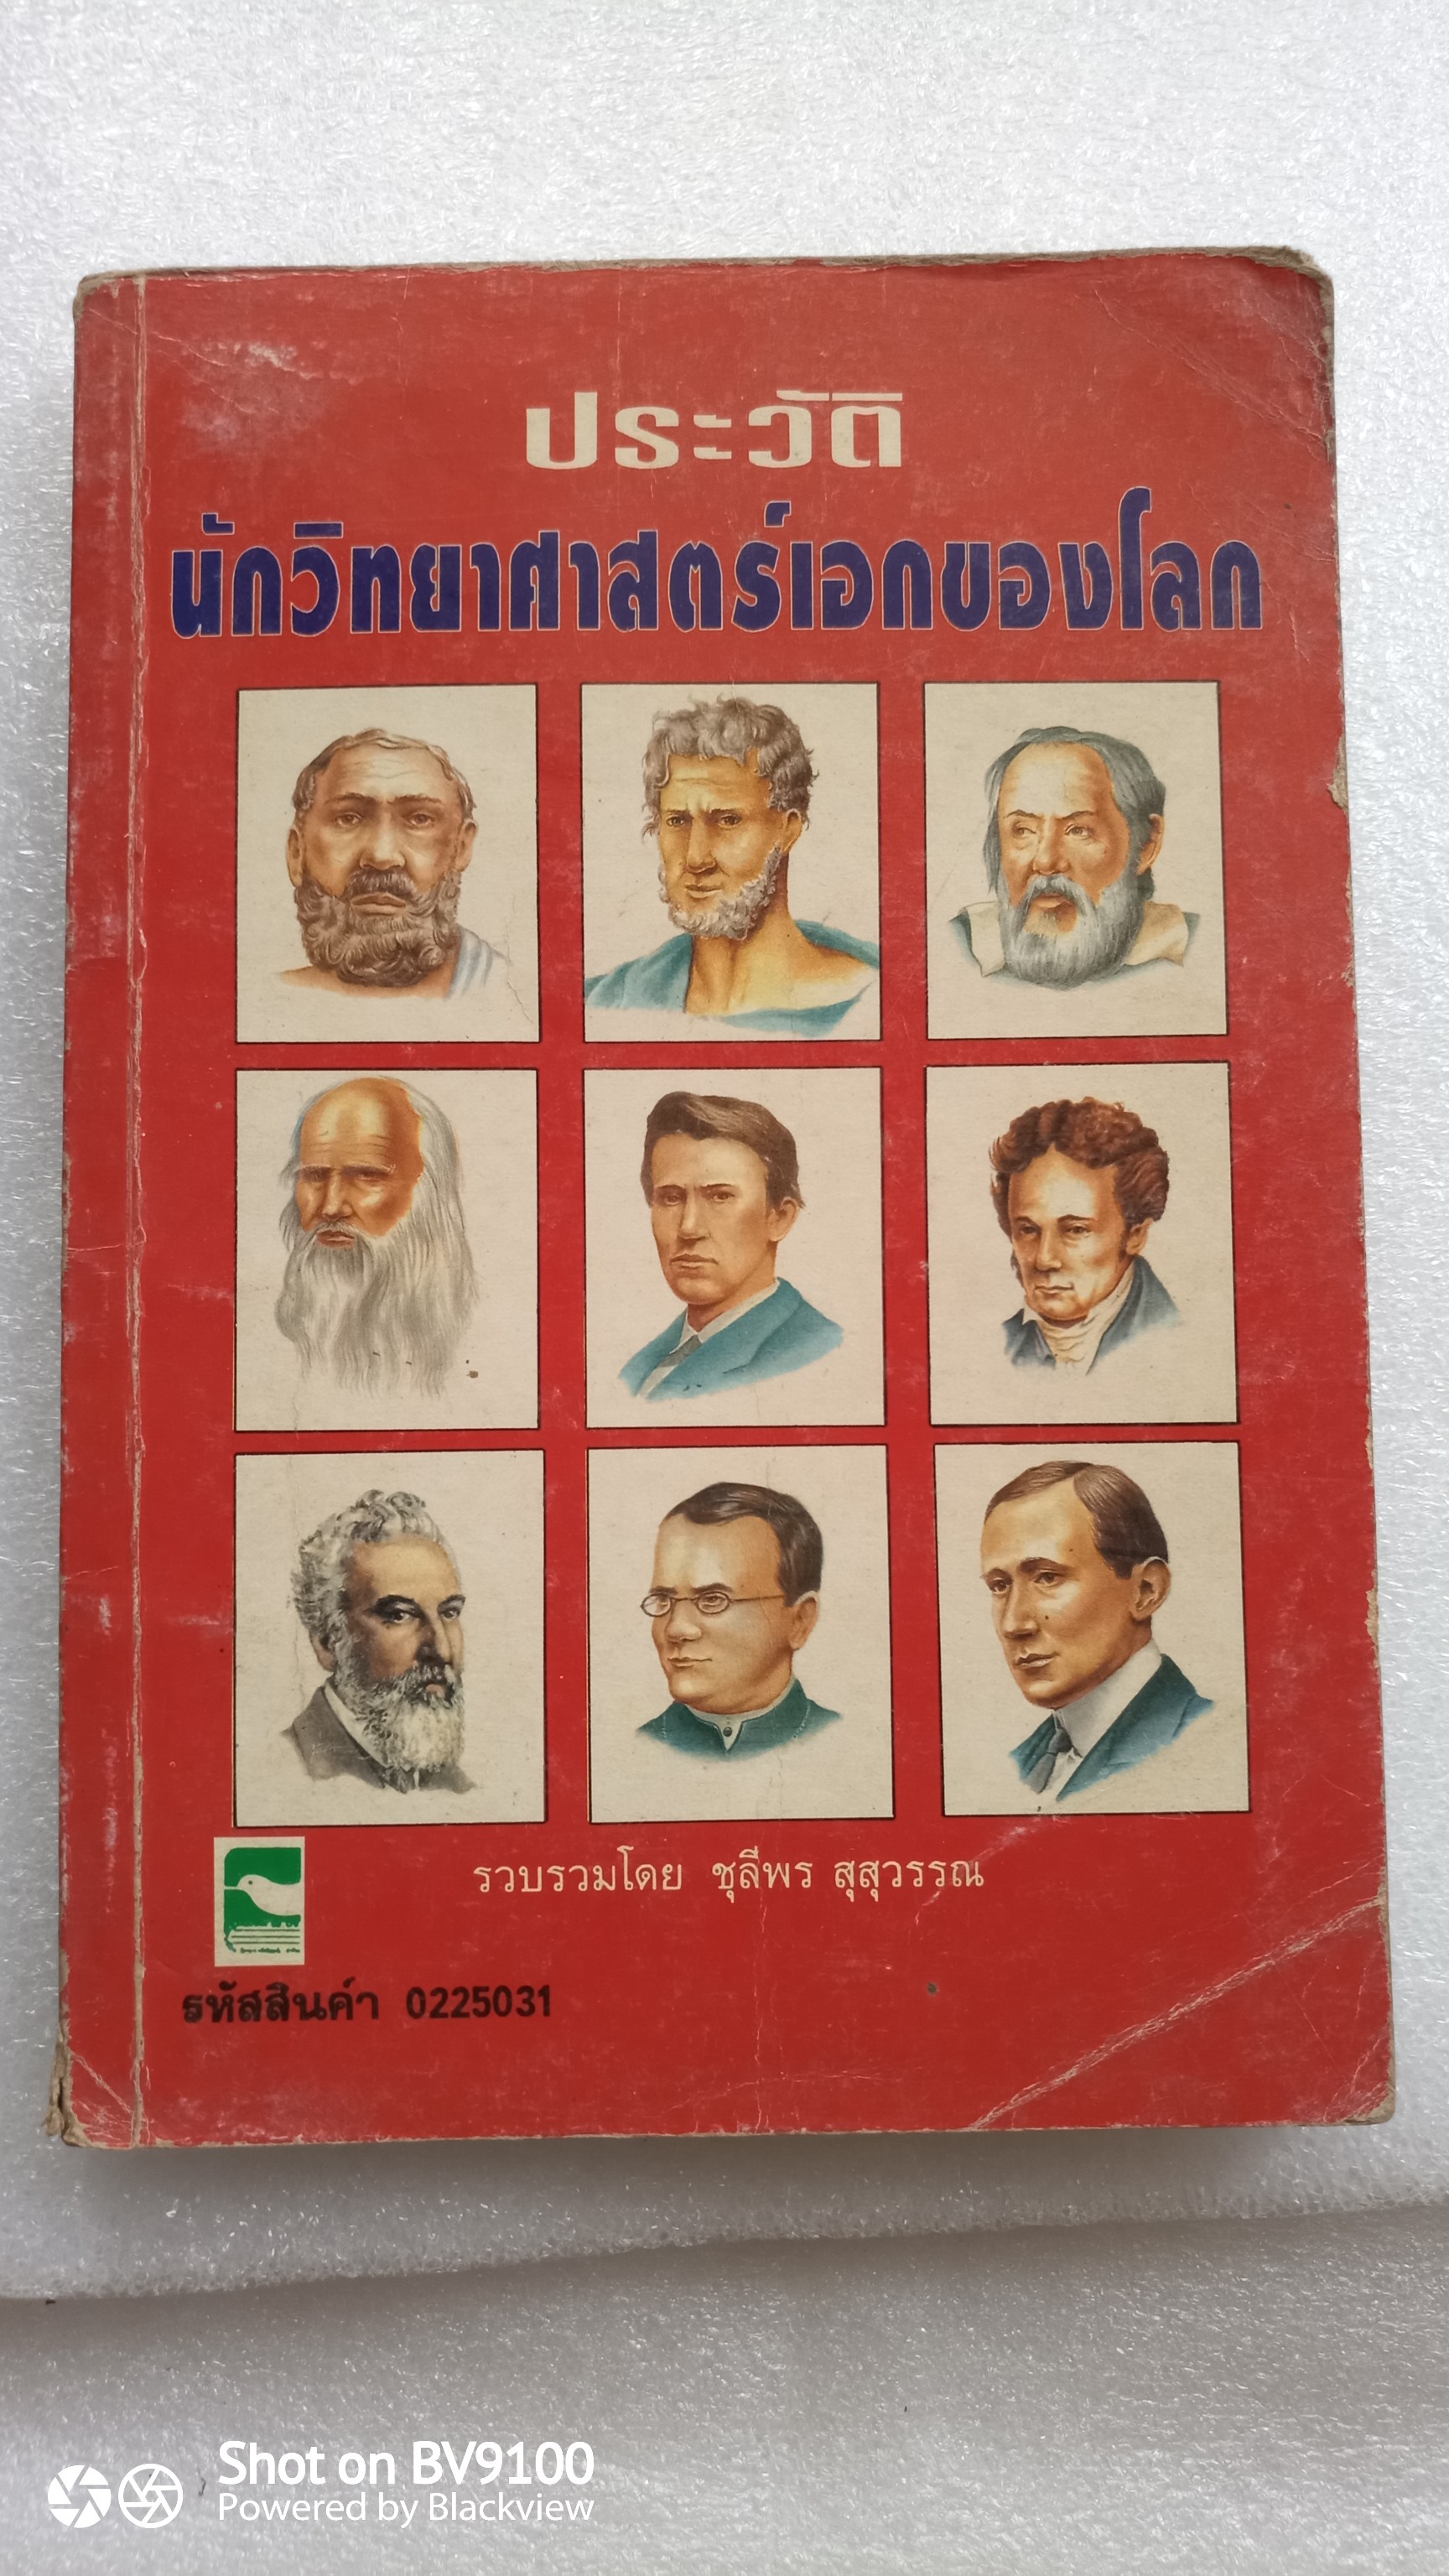 ประวัติ
นักวิทยาศาสตร์เอกของโลก
รวบรวมโดย ชุลีพร สุสุวรรณ
รหัสสินค้า 0225031
Shot on BV9100
Powered by Blackview